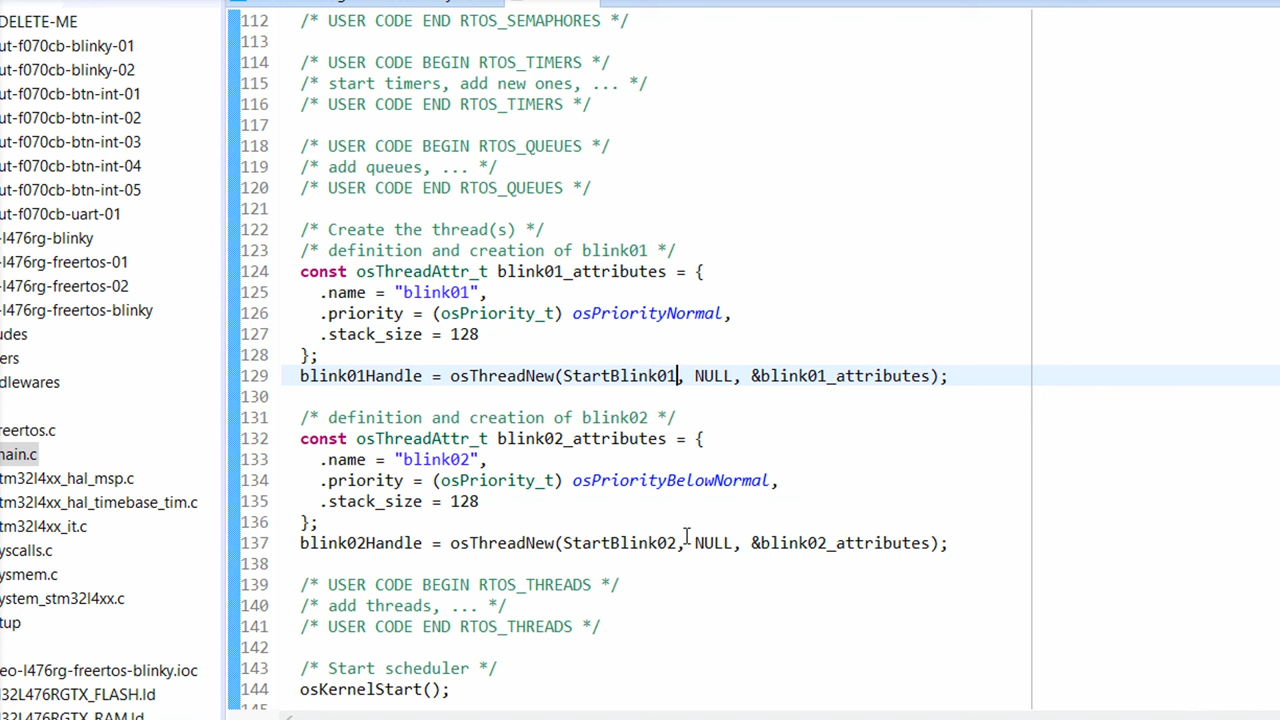 DELETE-ME
ut-f070cb-blinky-01
ut-f070cb-blinky-02
ut-f070cb-btn-int-01
ut-f070cb-btn-int-02
ut-f070cb-btn-int-03
ut-f070cb-btn-int-04
ut-f070cb-btn-int-05
ut-f070cb-uart-01
-l476rg-blinky
-l476rg-freertos-01
-l476rg-freertos-02
-l476rg-freertos-blinky
udes
ers
dlewares
reertos.c
nain.c
tm32l4xx_hal_msp.c
tm32l4xx_hal_timebase_tim.c
tm32l4xx_it.c
yscalls.c
ysmem.c
ystem_stm32l4xx.c
tup
eo-l476rg-freertos-blinky.ioc
32L476RGTX_FLASH.ld
32L476RGTX_RAM.ld
112 /* USER CODE END RTOS_SEMAPHORES */
113
114 /* USER CODE BEGIN RTOS_TIMERS */
115 /* start timers, add new ones, ... */
116 /* USER CODE END RTOS_TIMERS */
117
118 /* USER CODE BEGIN RTOS_QUEUES */
119 /* add queues, ... */
120 /* USER CODE END RTOS_QUEUES */
121
122 /* Create the thread(s) */
123 /* definition and creation of blink01 */
124 const osThreadAttr_t blink01_attributes = {
125 .name = "blink01",
126 .priority = (osPriority_t) osPriorityNormal,
127 .stack_size = 128
128 };
129 blink01Handle = osThreadNew(StartBlink01, NULL, &blink01_attributes);
130
131 /* definition and creation of blink02 */
132 const osThreadAttr_t blink02_attributes = {
133 .name = "blink02",
134 .priority = (osPriority_t) osPriorityBelowNormal,
135 .stack_size = 128
136 };
137 blink02Handle = osThreadNew(StartBlink02, NULL, &blink02_attributes);
138
139 /* USER CODE BEGIN RTOS_THREADS */
140 /* add threads, ... */
141 /* USER CODE END RTOS_THREADS */
142
143 /* Start scheduler */
144 osKernelStart();